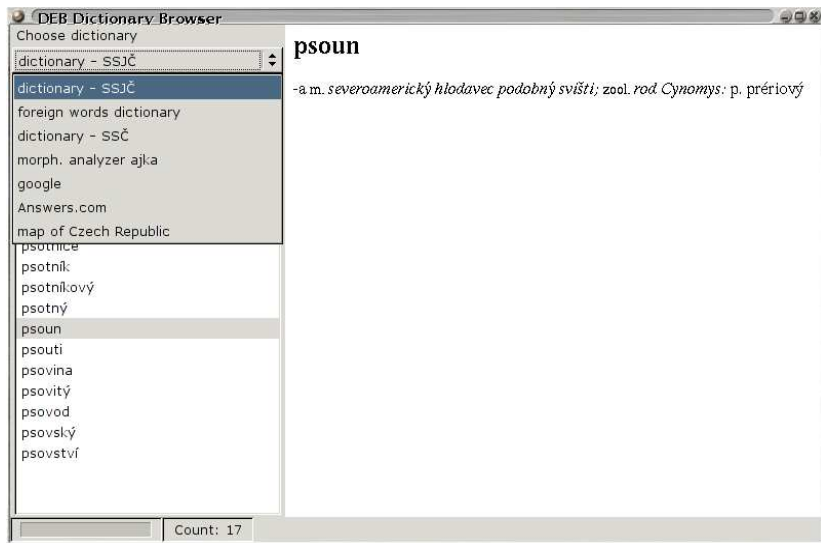 DEB Dictionary Browser
Choose dictionary
dictionary - SSJČ
dictionary - SSJČ
foreign words dictionary
dictionary - SSČ
morph. analyzer ajka
google
Answers.com
map of Czech Republic
psotnice
psotník
psotníkový
psotný
psoun
psouti
psovina
psovitý
psovod
psovský
psovství
Count: 17
psoun
-a m. severoamerický hlodavec podobný svišti; zool. rod Cynomys: p. prériový